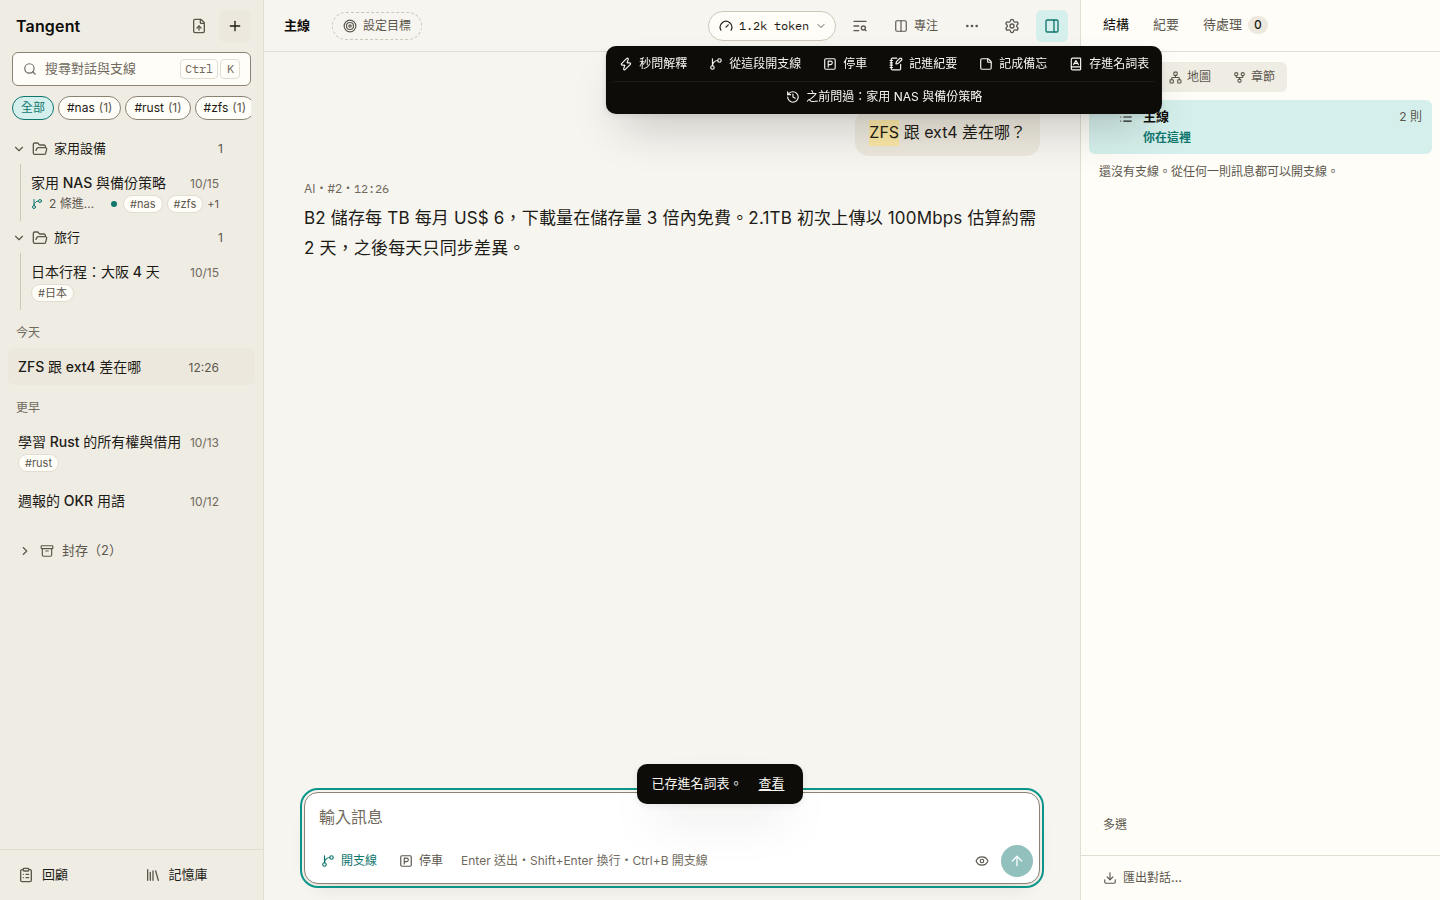 Tangent
搜尋對話與支線
Ctrl K
全部 #nas (1) #rust (1) #zfs (1)
家用設備 1
家用 NAS 與備份策略 10/15
2 條進... #nas #zfs +1
旅行 1
日本行程：大阪 4 天 10/15
#日本
今天
ZFS 跟 ext4 差在哪 12:26
更早
學習 Rust 的所有權與借用 10/13
#rust
週報的 OKR 用語 10/12
封存（2）
回顧 記憶庫
主線 設定目標
1.2k token 專注
秒問解釋 從這段開支線 停車 記進紀要 記成備忘 存進名詞表
之前問過：家用 NAS 與備份策略
ZFS 跟 ext4 差在哪？
AI・#2・12:26
B2 儲存每 TB 每月 US$ 6，下載量在儲存量 3 倍內免費。2.1TB 初次上傳以 100Mbps 估算約需
2 天，之後每天只同步差異。
已存進名詞表。 查看
輸入訊息
開支線 停車 Enter 送出・Shift+Enter 換行・Ctrl+B 開支線
結構 紀要 待處理 0
地圖 章節
主線 2 則
你在這裡
還沒有支線。從任何一則訊息都可以開支線。
多選
匯出對話...